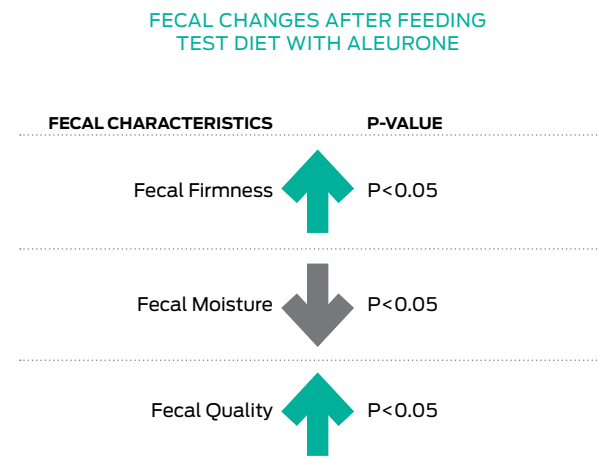 FECAL CHANGES AFTER FEEDING
TEST DIET WITH ALEURONE
FECAL CHARACTERISTICS P-VALUE
Fecal Firmness P<0.05
Fecal Moisture P<0.05
Fecal Quality P<0.05